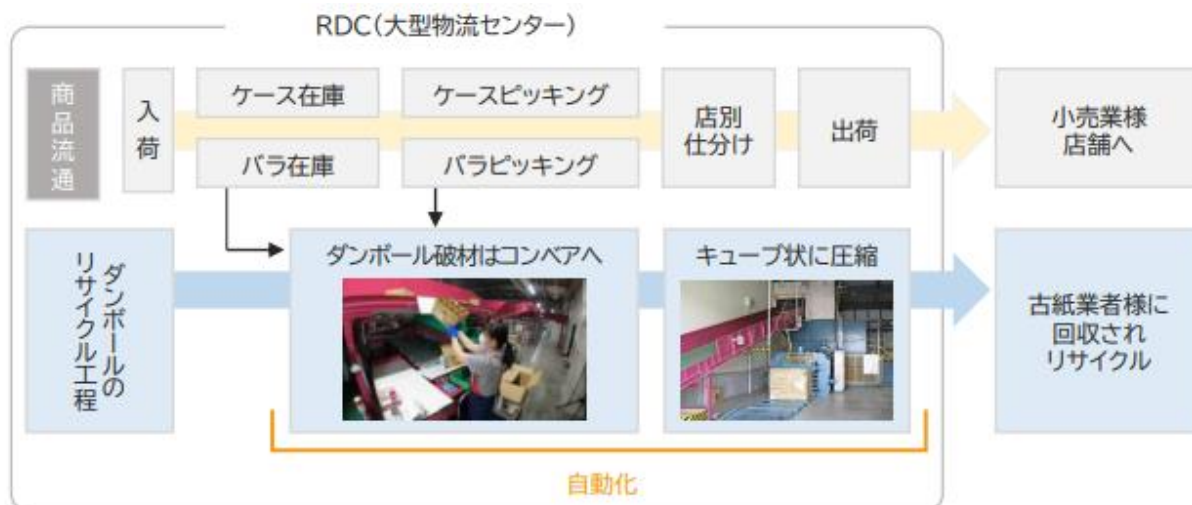 RDC（大型物流センター）
商品流通
入荷
ケース在庫
ケースピッキング
バラ在庫
バラピッキング
店別
仕分け
出荷
小売業様
店舗へ
ダンボールの
リサイクル工程
ダンボール破材はコンベアへ
キューブ状に圧縮
古紙業者様に
回収され
リサイクル
自動化